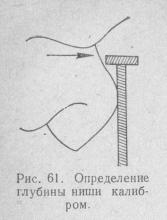 Рис. 61. Определение
глубины ниши калиб-
ром.